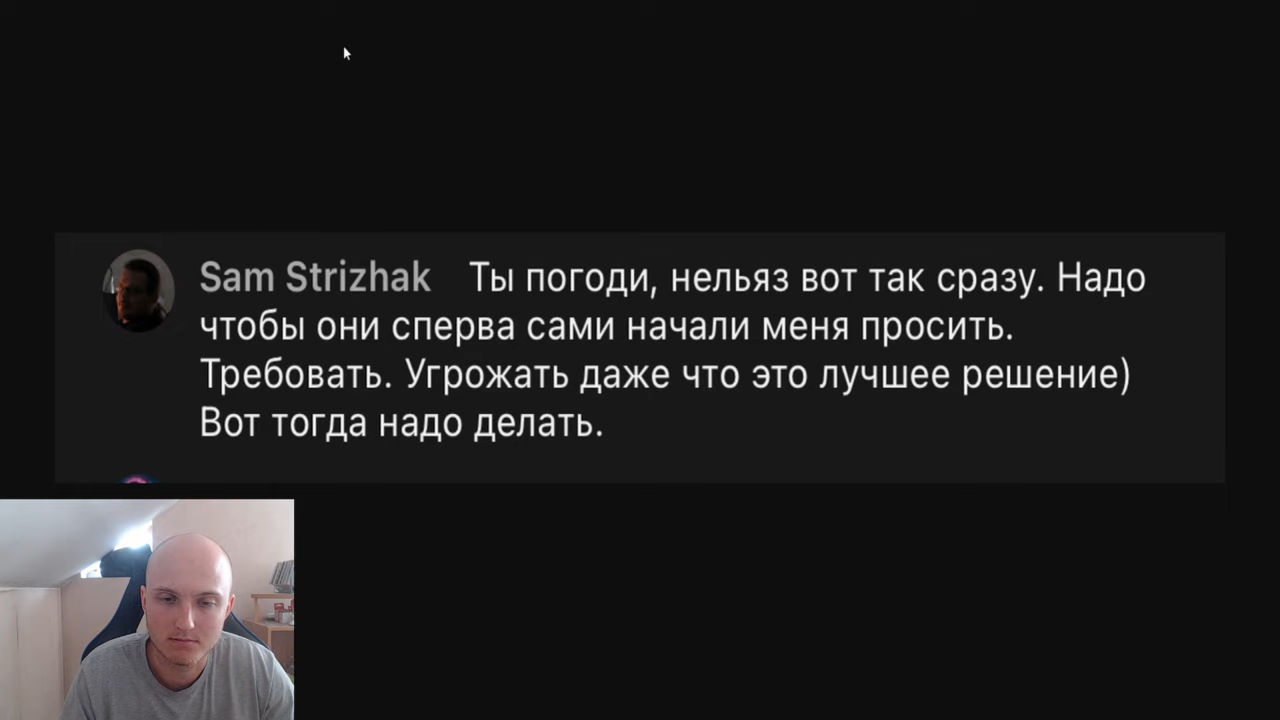 Sam Strizhak Ты погоди, нельяз вот так сразу. Надо
чтобы они сперва сами начали меня просить.
Требовать. Угрожать даже что это лучшее решение)
Вот тогда надо делать.